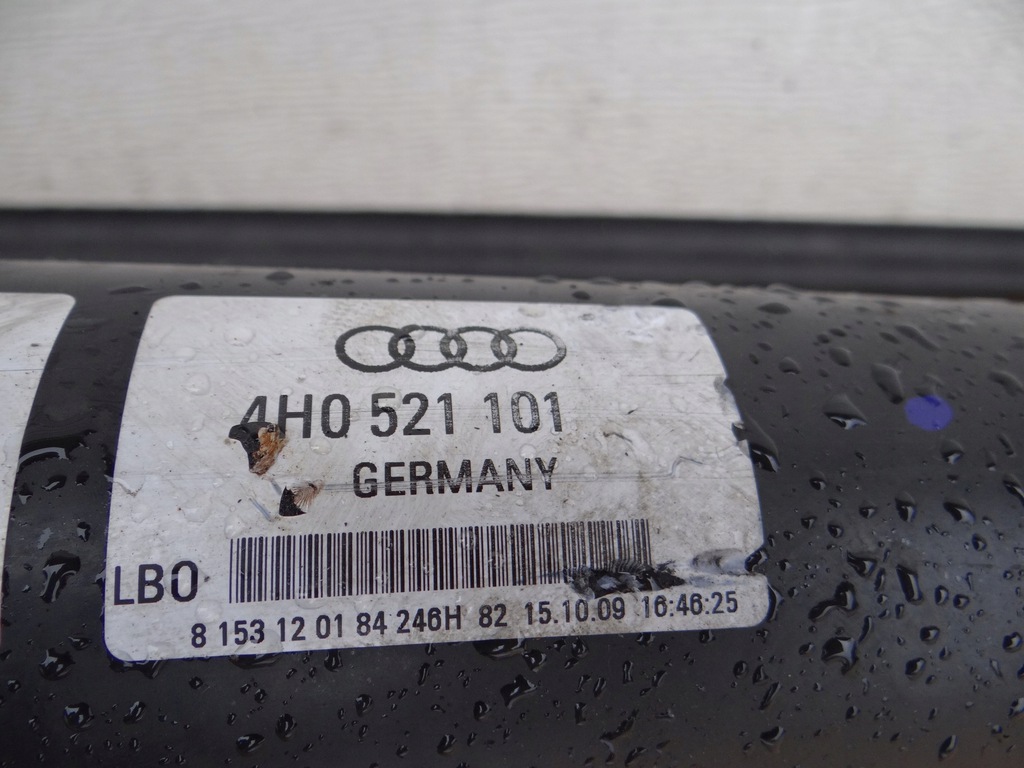 4H0 521 101
GERMANY
LBO
8 153 12 01 84 246H 82 15.10.09 16:46:25